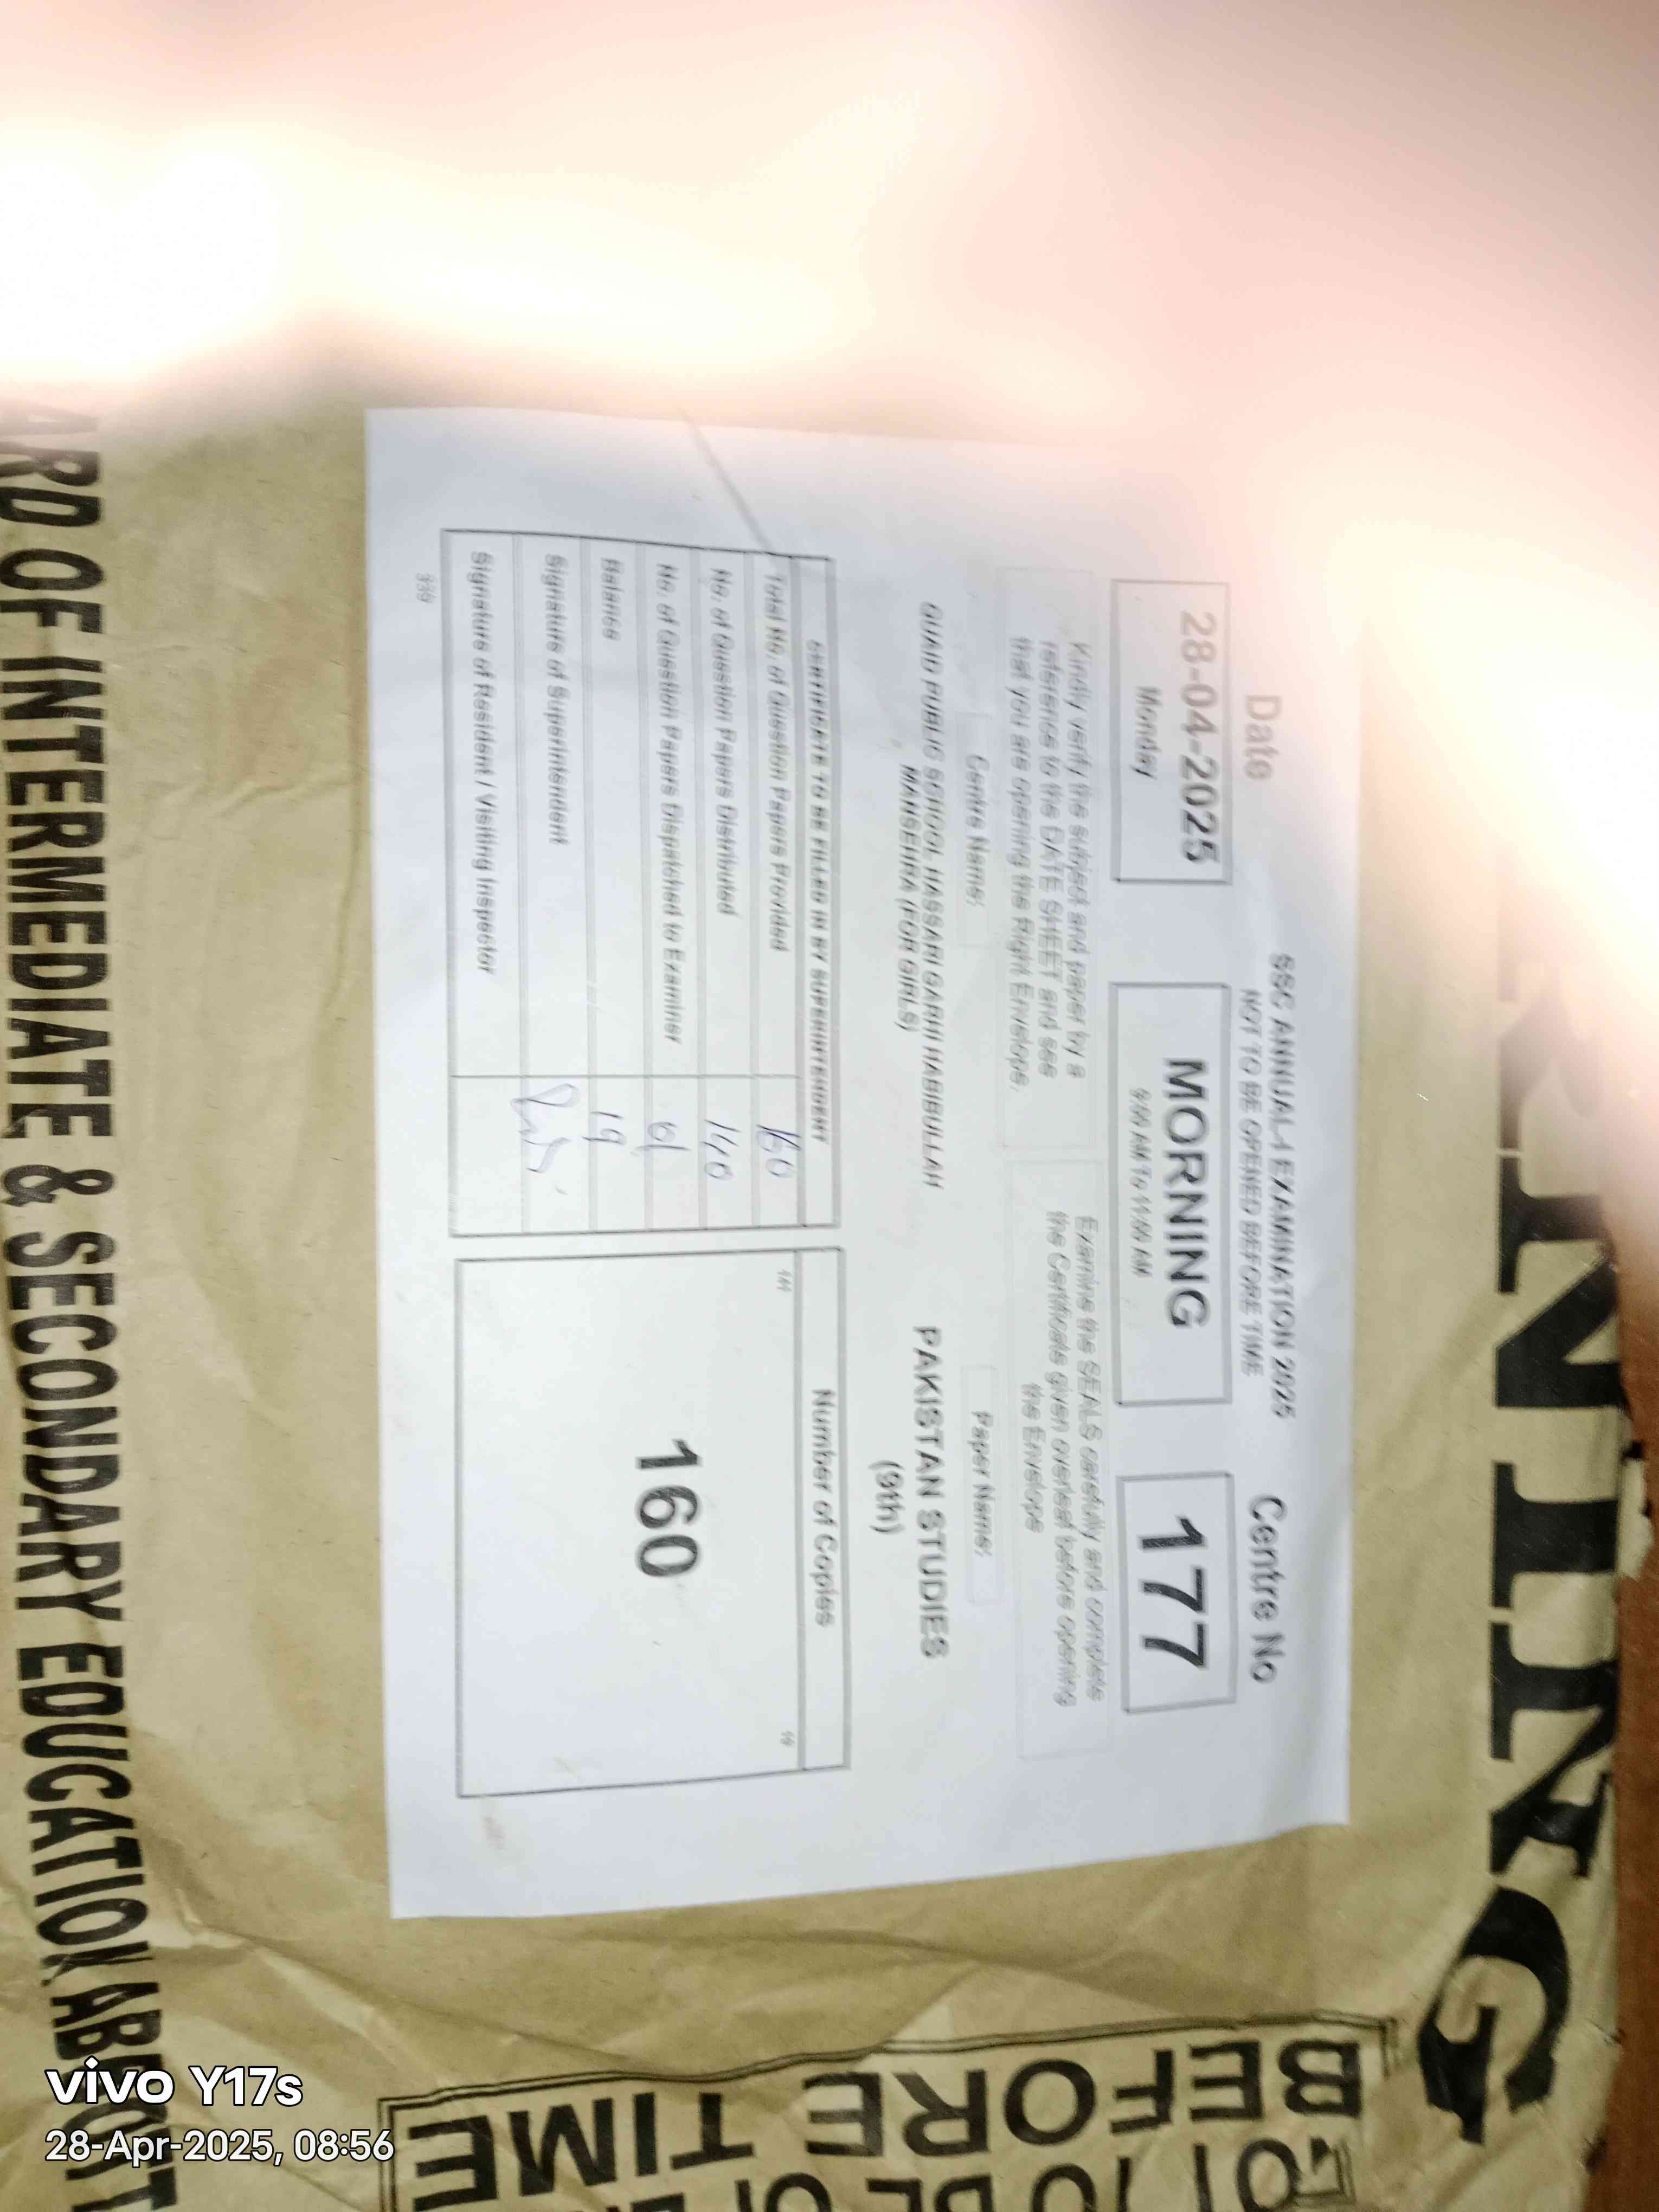 SSC ANNUAL-I EXAMINATION 2025
NOT TO BE OPENED BEFORE TIME
Date
Centre No
28-04-2025
Monday
MORNING
9:00 AM To 11:00 AM
177
Kindly verify the subject and paper by a
reference to the DATE SHEET and see
that you are opening the Right Envelope.
Examine the SEALS carefully and complete
the Certificate given overleaf before opening
the Envelope
Centre Name:
Paper Name:
QUAID PUBLIC SCHOOL HASSARI GARHI HABIBULLAH
MANSEHRA (FOR GIRLS)
PAKISTAN STUDIES
(9th)
CERTIFICATE TO BE FILLED IN BY SUPERINTENDENT
Total No. of Question Papers Provided 160
No. of Question Papers Distributed 140
No. of Question Papers Dispatched to Examiner 01
Balance 19
Signature of Superintendent
Signature of Resident / Visiting Inspector
339
Number of Copies
160
ARD OF INTERMEDIATE & SECONDARY EDUCATION ABBOTT
NING
BEFORE TIME
vivo Y17s
28-Apr-2025, 08:56